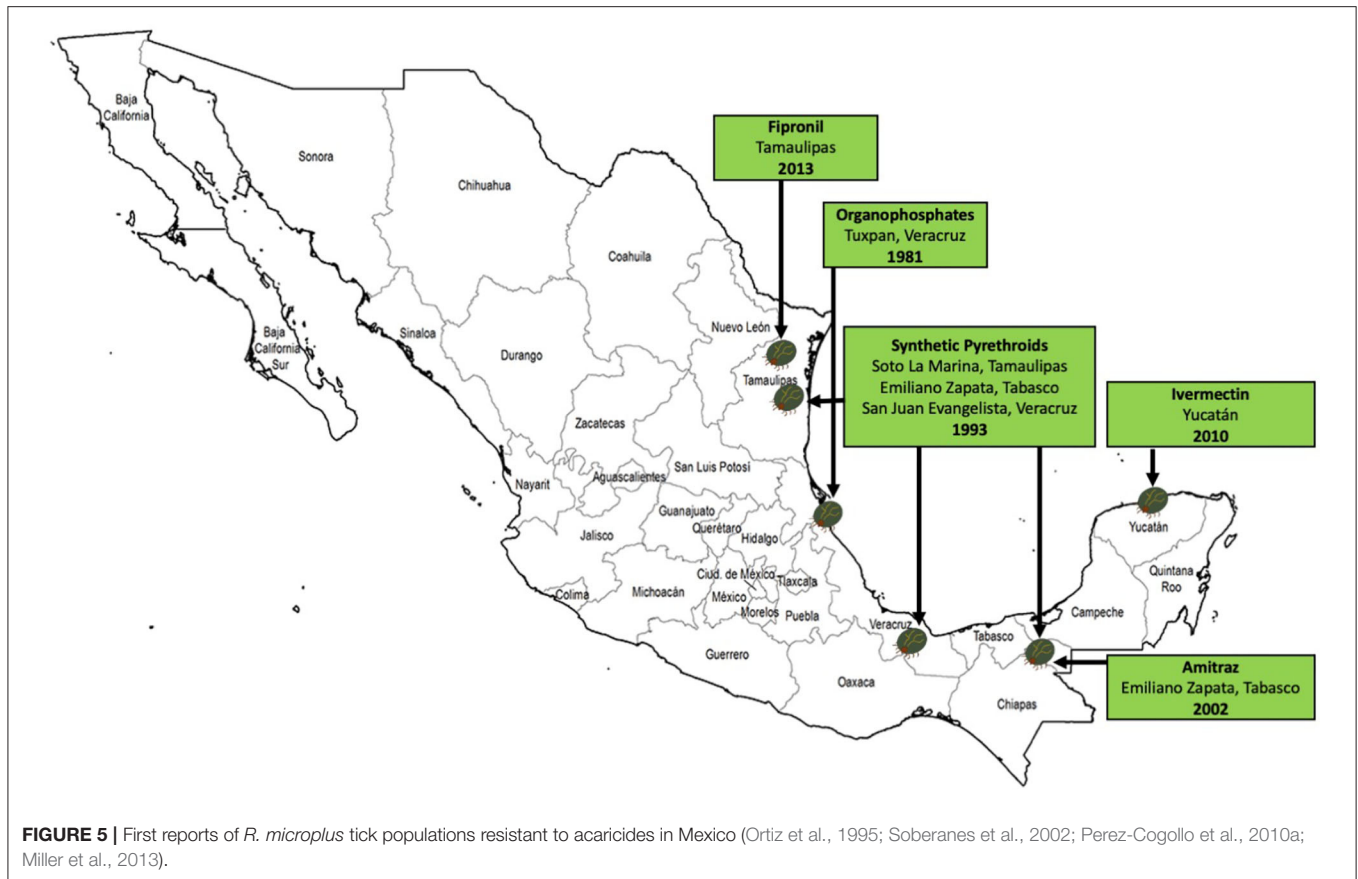 Baja
California
Sonora
Chihuahua
Coahuila
Baja
California
Sur
Sinaloa
Durango
Nuevo León
Tamaulipas
Zacatecas
San Luis Potosí
Nayarit
Aguascalientes
Guanajuato
Querétaro
Hidalgo
Jalisco
Ciud. de México
Tlaxcala
Colima
Michoacán
México
Morelos
Puebla
Veracruz
Guerrero
Oaxaca
Tabasco
Chiapas
Campeche
Yucatán
Quintana
Roo
Fipronil
Tamaulipas
2013
Organophosphates
Tuxpan, Veracruz
1981
Synthetic Pyrethroids
Soto La Marina, Tamaulipas
Emiliano Zapata, Tabasco
San Juan Evangelista, Veracruz
1993
Ivermectin
Yucatán
2010
Amitraz
Emiliano Zapata, Tabasco
2002
FIGURE 5 | First reports of R. microplus tick populations resistant to acaricides in Mexico (Ortiz et al., 1995; Soberanes et al., 2002; Perez-Cogollo et al., 2010a;
Miller et al., 2013).